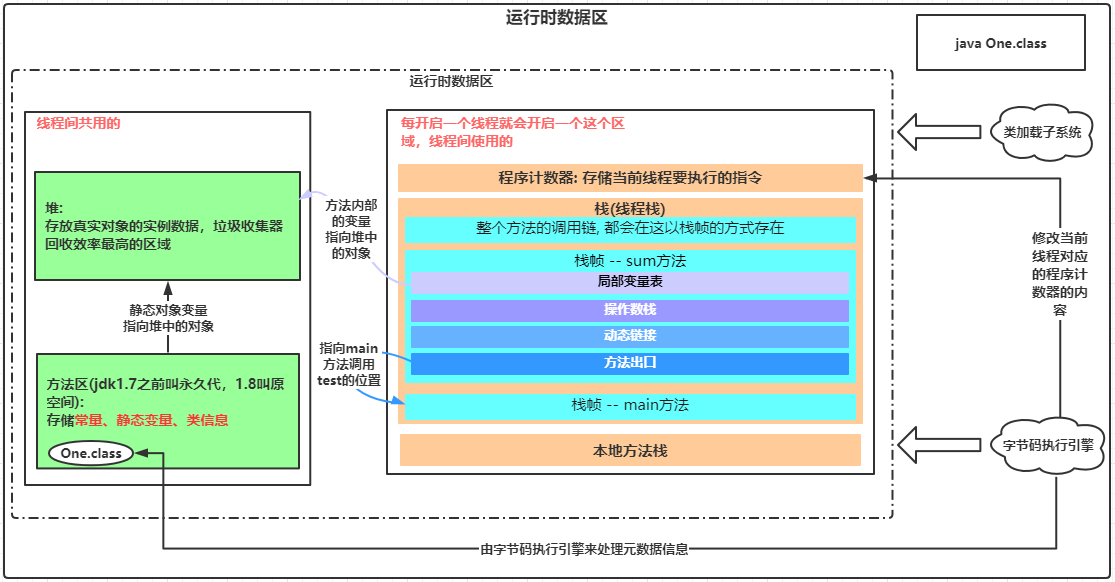 运行时数据区
java One.class
运行时数据区
线程间共用的
每开启一个线程就会开启一个这个区
域，线程间使用的
类加载子系统
程序计数器: 存储当前线程要执行的指令
堆:
存放真实对象的实例数据，垃圾收集器
回收效率最高的区域
方法内部
的变量
指向堆中
的对象
栈(线程栈)
整个方法的调用链, 都会在这以栈帧的方式存在
栈帧 -- sum方法
局部变量表
操作数栈
动态链接
方法出口
修改当前
线程对应
的程序计
数器的内
容
静态对象变量
指向堆中的对象
指向main
方法调用
test的位置
方法区(jdk1.7之前叫永久代，1.8叫原
空间):
存储常量、静态变量、类信息
One.class
栈帧 -- main方法
本地方法栈
字节码执行引擎
由字节码执行引擎来处理元数据信息